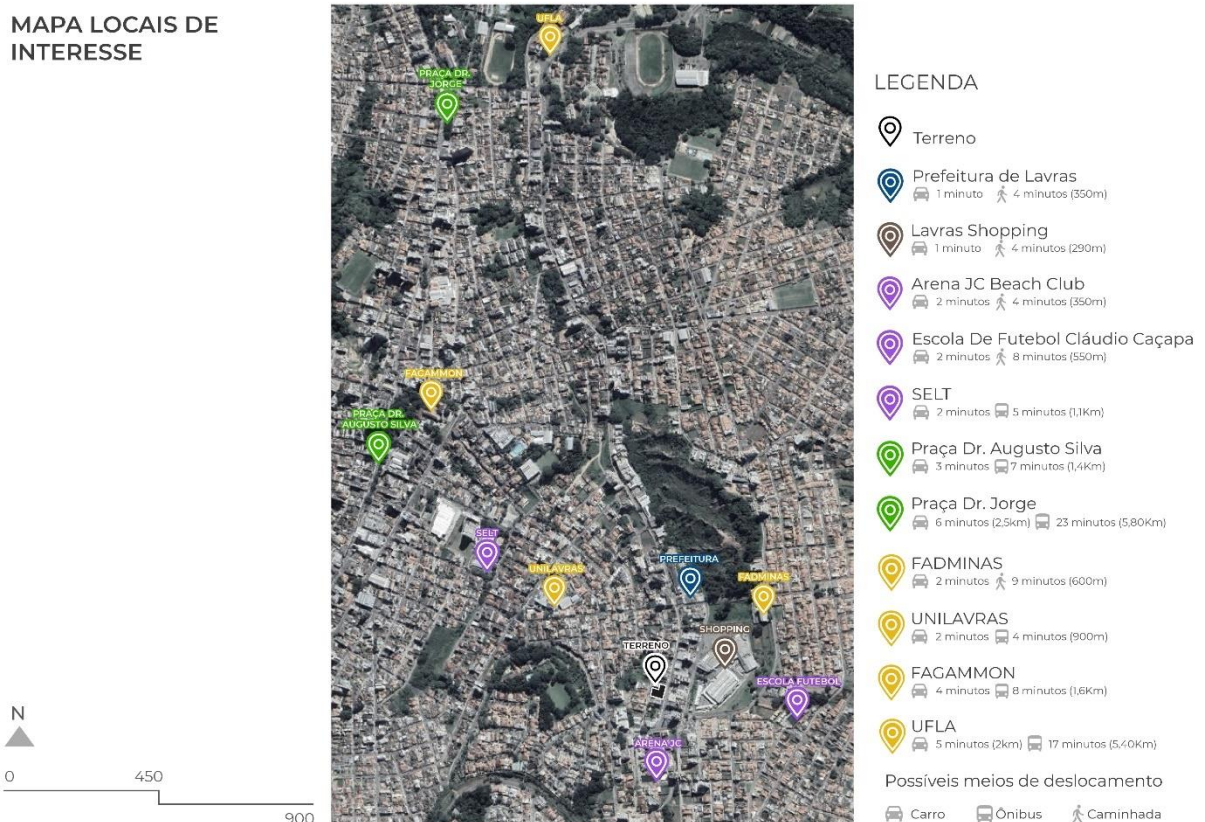 MAPA LOCAIS DE
INTERESSE
UFLA
PRAÇA DR.
JORGE
FAGAMMON
PRAÇA DR.
AUGUSTO SILVA
SELT
UNILAVRAS
PREFEITURA
FADMINAS
SHOPPING
TERRENO
ESCOLA FUTEBOL
ARENA JC
N
0 450
900
LEGENDA
Terreno
Prefeitura de Lavras
1 minuto 4 minutos (350m)
Lavras Shopping
1 minuto 4 minutos (290m)
Arena JC Beach Club
2 minutos 4 minutos (350m)
Escola De Futebol Cláudio Caçapa
2 minutos 8 minutos (550m)
SELT
2 minutos 5 minutos (1,1Km)
Praça Dr. Augusto Silva
3 minutos 7 minutos (1,4Km)
Praça Dr. Jorge
6 minutos (2,5km) 23 minutos (5,80Km)
FADMINAS
2 minutos 9 minutos (600m)
UNILAVRAS
2 minutos 4 minutos (900m)
FAGAMMON
4 minutos 8 minutos (1,6Km)
UFLA
5 minutos (2km) 17 minutos (5,40Km)
Possíveis meios de deslocamento
Carro Ônibus Caminhada